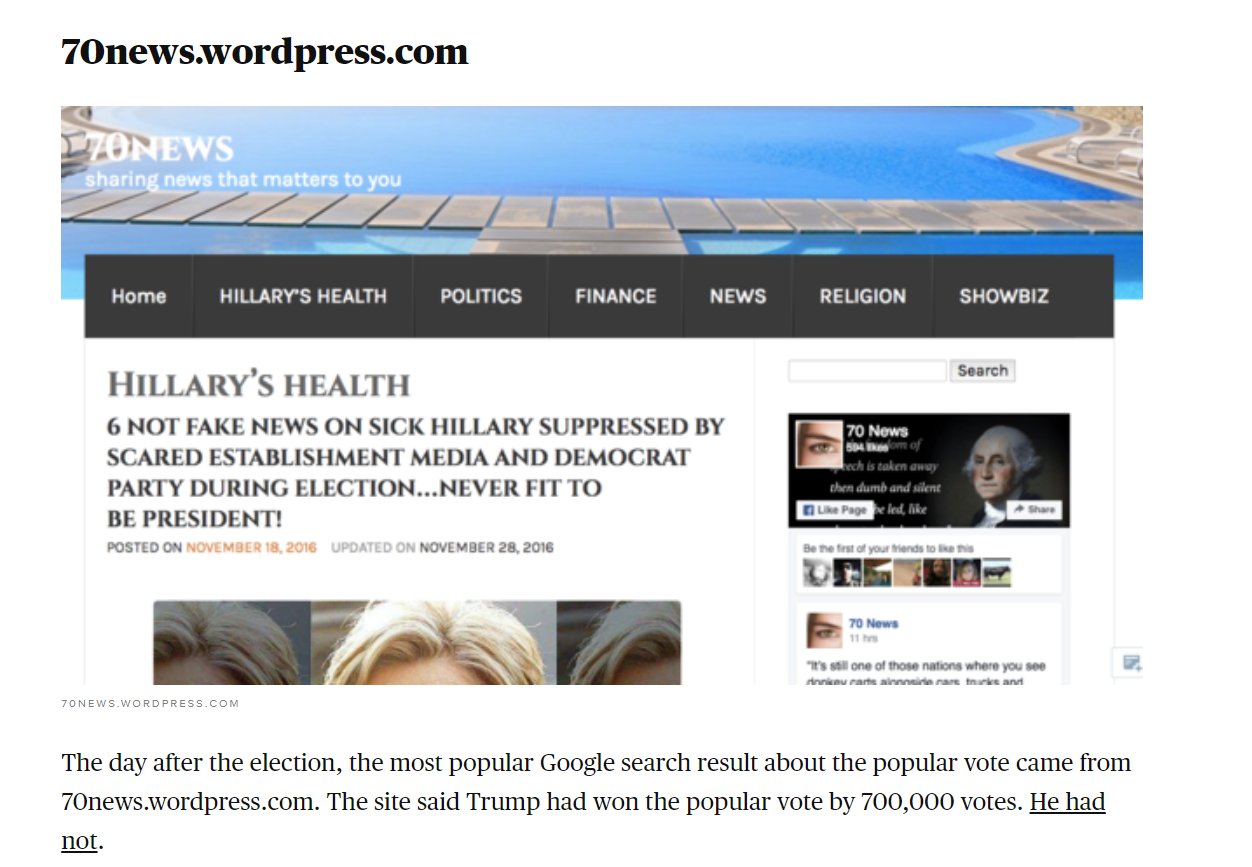 70news.wordpress.com
70NEWS
sharing news that matters to you
Home HILLARY'S HEALTH POLITICS FINANCE NEWS RELIGION SHOWBIZ
HILLARY'S HEALTH
6 NOT FAKE NEWS ON SICK HILLARY SUPPRESSED BY
SCARED ESTABLISHMENT MEDIA AND DEMOCRAT
PARTY DURING ELECTION...NEVER FIT TO
BE PRESIDENT!
POSTED ON NOVEMBER 18, 2016 UPDATED ON NOVEMBER 28, 2016
Search
70 News
594 likes of
eech is taken away
then dumb and silent
Like Page be led, like Share
Be the first of your friends to like this
70 News
11 hrs
"It's still one of those nations where you see
donkey carts alongside cars, trucks and
70NEWS.WORDPRESS.COM
The day after the election, the most popular Google search result about the popular vote came from
70news.wordpress.com. The site said Trump had won the popular vote by 700,000 votes. He had
not.